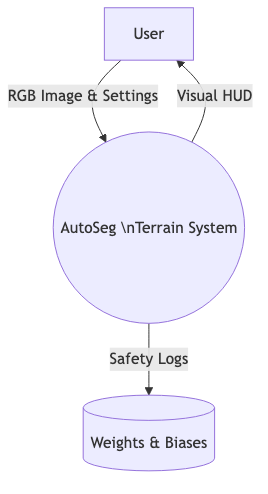 User
RGB Image & Settings
Visual HUD
AutoSeg \nTerrain System
Safety Logs
Weights & Biases